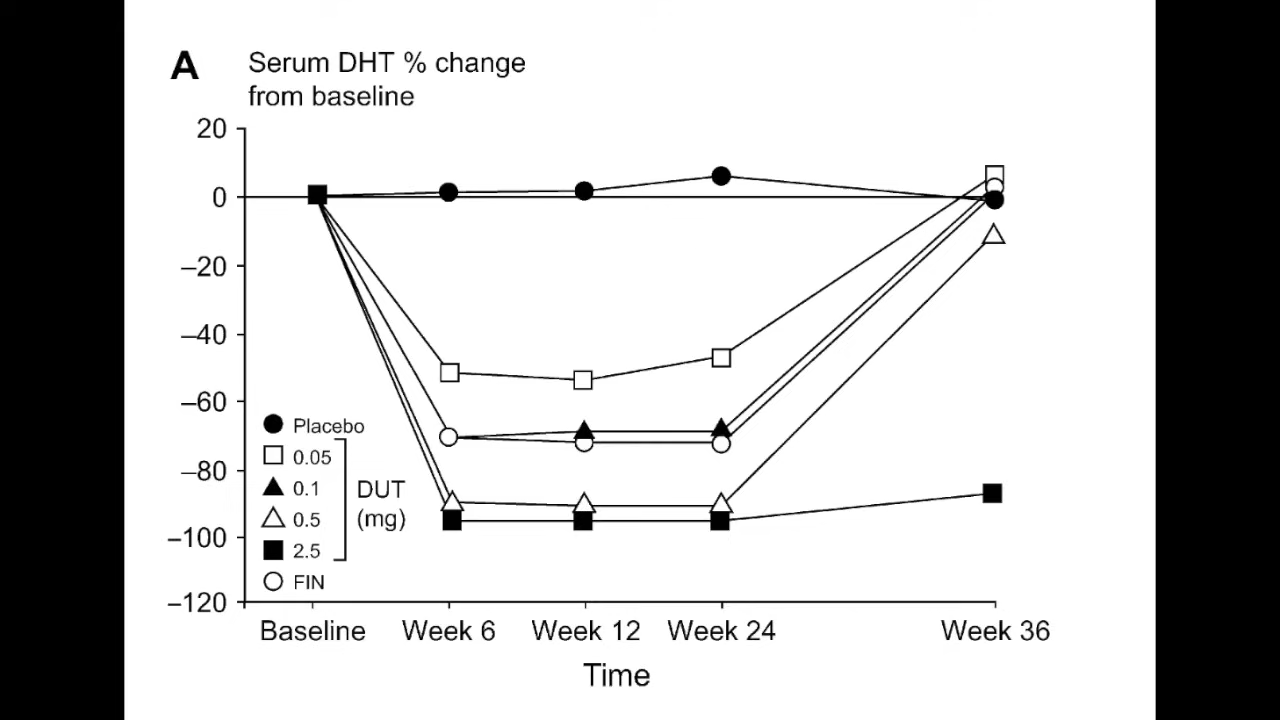 A
Serum DHT % change
from baseline
20
0
–20
–40
–60
–80
–100
–120
Placebo
0.05
0.1
0.5
2.5
DUT
(mg)
FIN
Baseline Week 6 Week 12 Week 24 Week 36
Time